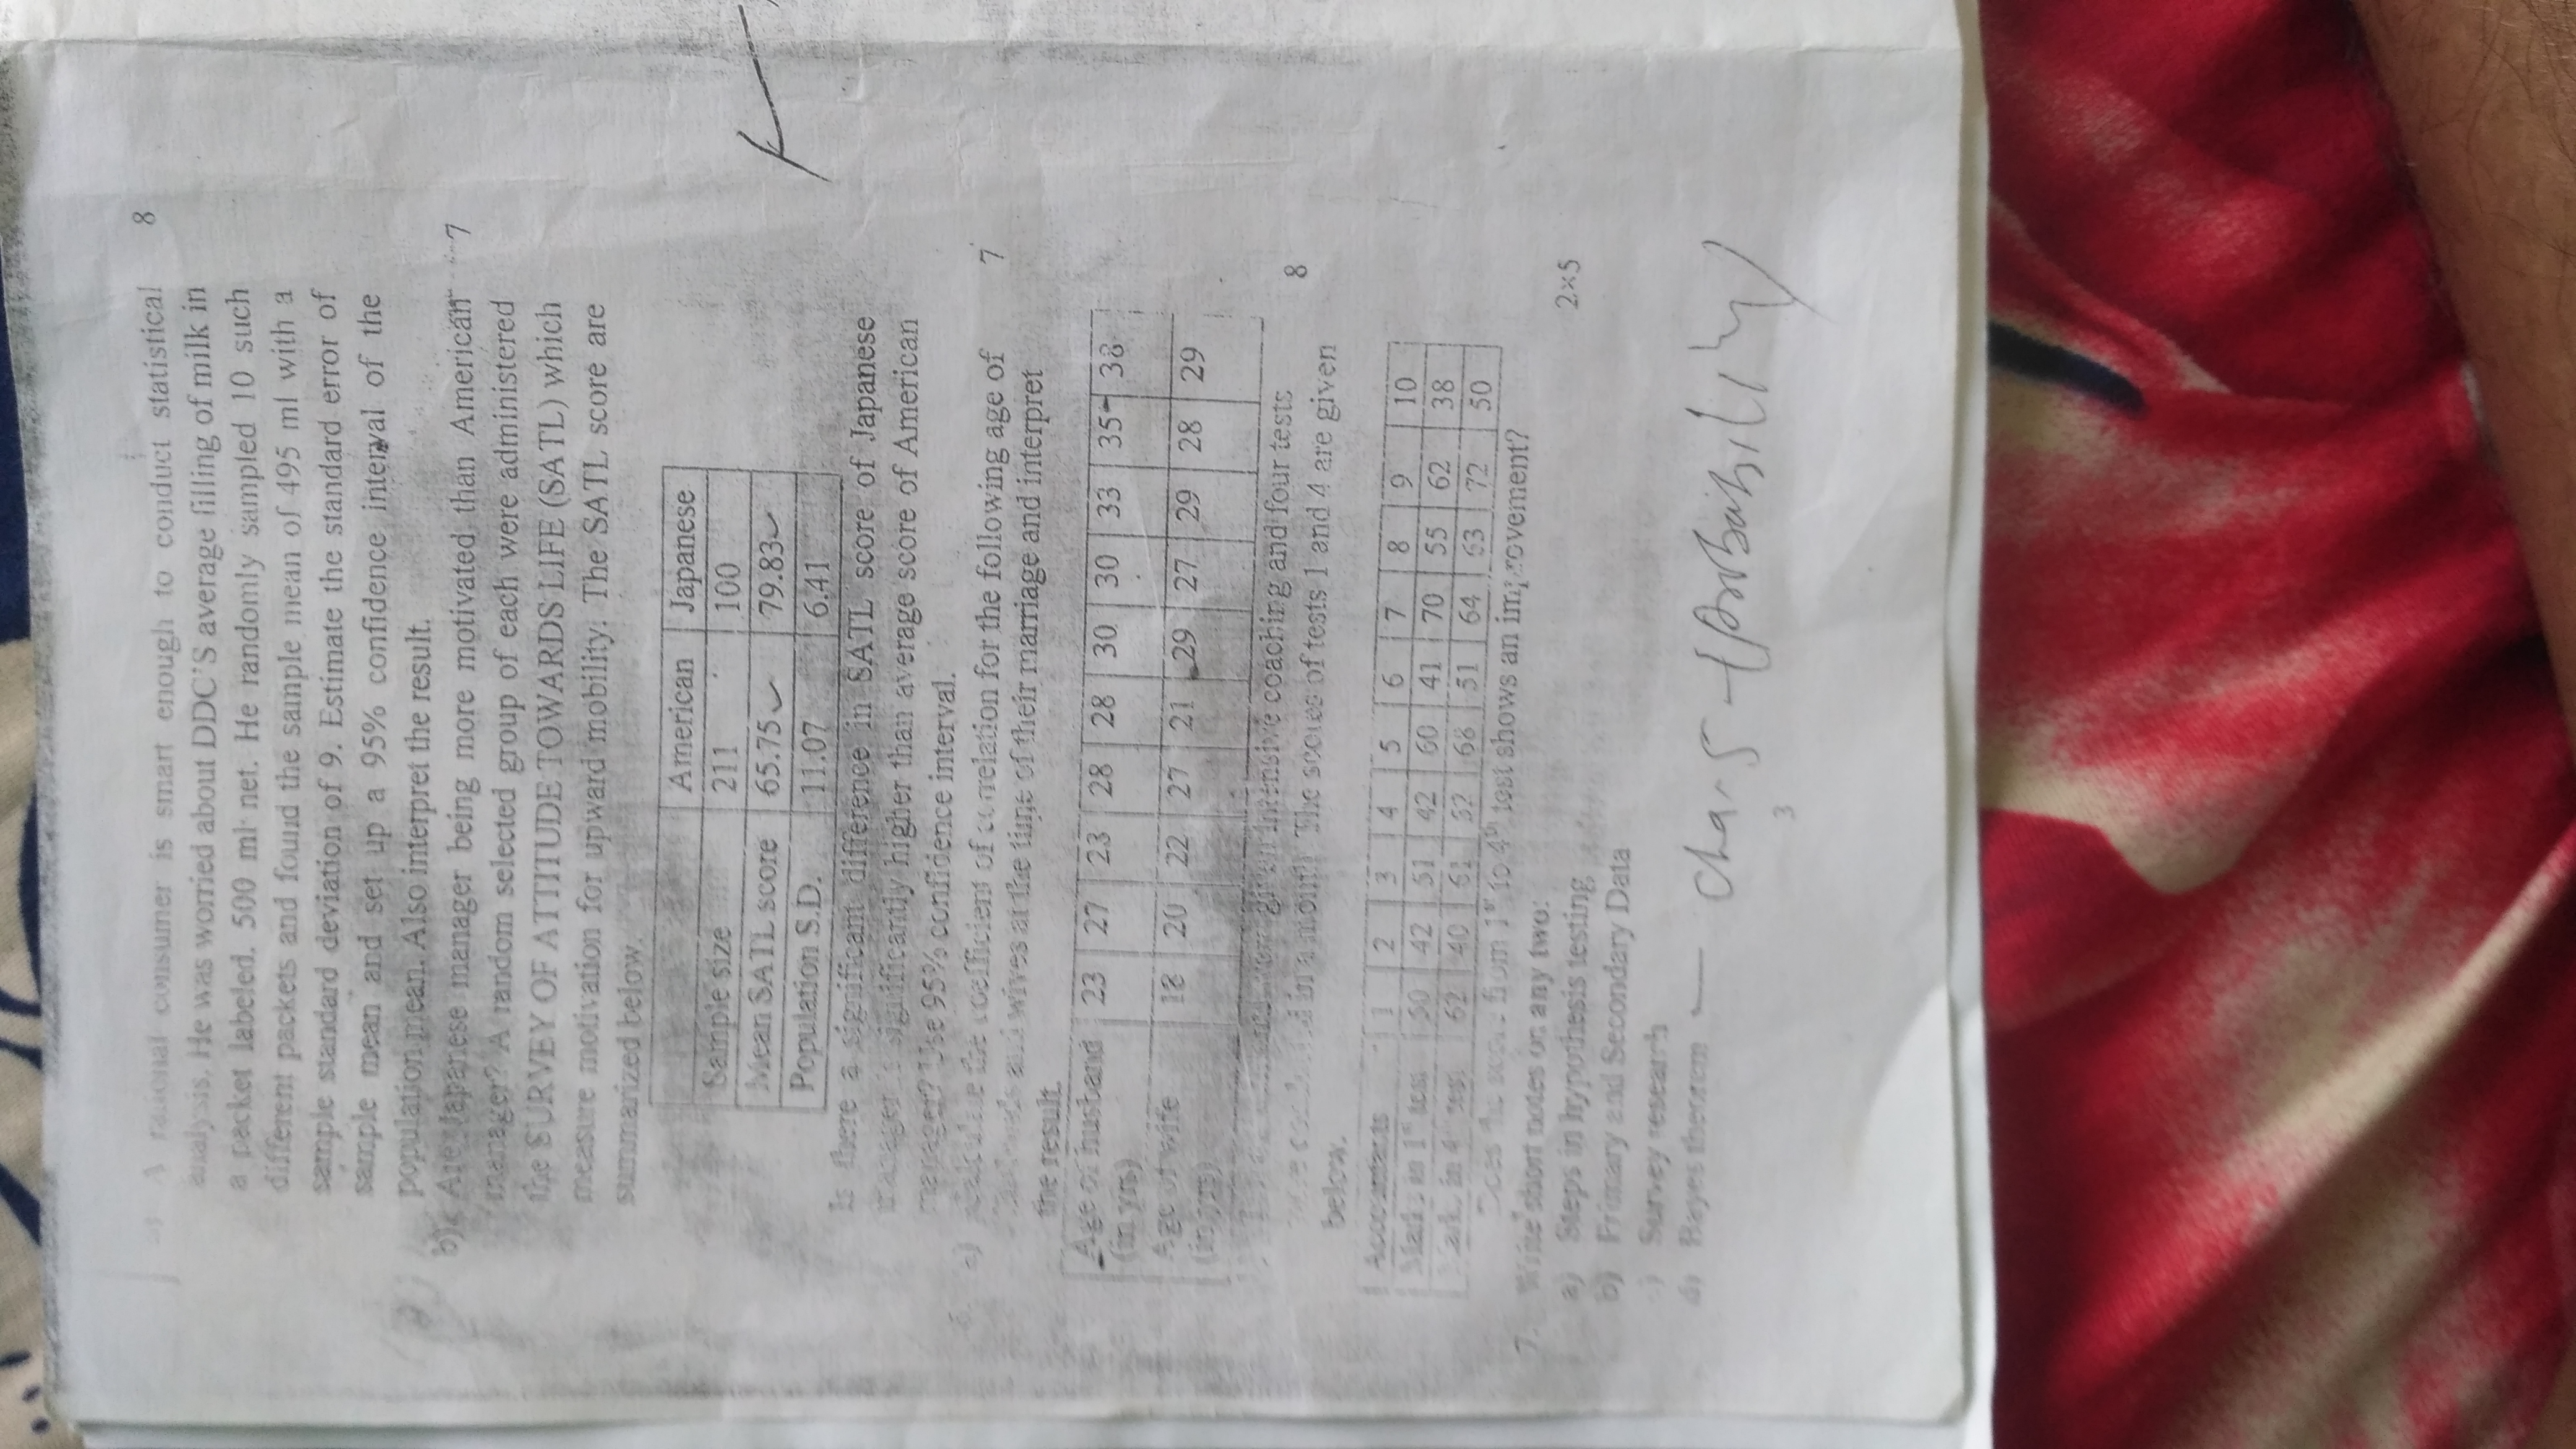 a) A rational consumer is smart enough to conduct statistical 8
analysis. He was worried about DDC'S average filling of milk in
a packet labeled. 500 ml net. He randomly sampled 10 such
different packets and found the sample mean of 495 ml with a
sample standard deviation of 9. Estimate the standard error of
sample mean and set up a 95% confidence interval of the
population mean. Also interpret the result.
b) Are Japanese manager being more motivated than American 7
manager? A random selected group of each were administered
the SURVEY OF ATTITUDE TOWARDS LIFE (SATL) which
measure motivation for upward mobility. The SATL score are
summarized below.
American Japanese
Sample size 211 100
Mean SATL score 65.75 79.83
Population S.D. 11.07 6.41
Is there a significant difference in SATL score of Japanese
manager significantly higher than average score of American
manager? Use 95% confidence interval.
6. a) Calculate the coefficient of correlation for the following age of 7
husbands and wives at the time of their marriage and interpret
the result.
Age of husband 23 27 23 28 28 30 30 33 35 38
(in yrs)
Age of wife 18 20 22 27 21 29 27 29 28 29
(in yrs)
were given intensive coaching and four tests 8
were conducted in a month. The scores of tests 1 and 4 are given
below.
Accountants 1 2 3 4 5 6 7 8 9 10
Marks in 1st test 50 42 51 42 60 41 70 55 62 38
Marks in 4th test 62 40 61 52 68 51 64 63 72 50
Does the score from 1st to 4th test shows an improvement?
7. Write short notes on any two: 2×5
a) Steps in hypothesis testing
b) Primary and Secondary Data
c) Survey research
d) Bayes theorem — (probability)
3